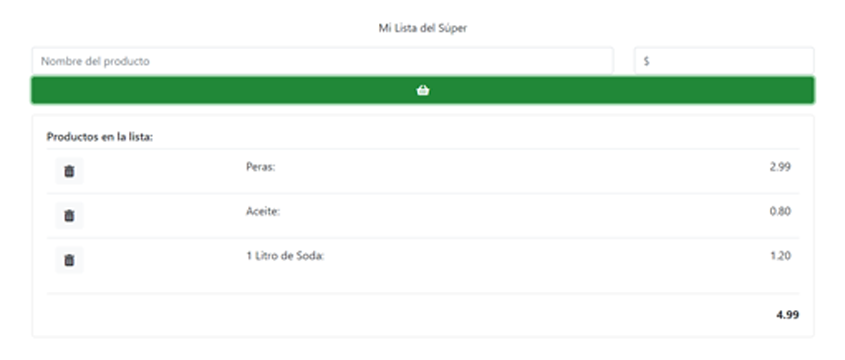 Mi Lista del Súper
Nombre del producto $
Productos en la lista:
Peras: 2.99
Aceite: 0.80
1 Litro de Soda: 1.20
4.99